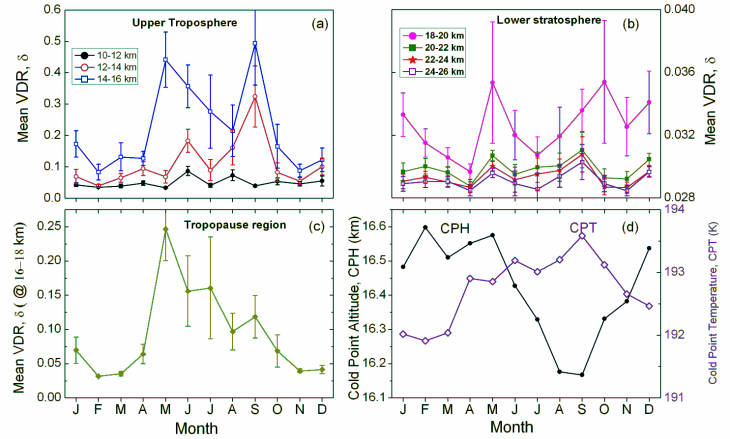 Upper Troposphere (a)
10-12 km
12-14 km
14-16 km
Mean VDR, δ
0.6
0.5
0.4
0.3
0.2
0.1
0.0
J F M A M J J A S O N D
Lower stratosphere (b)
18-20 km
20-22 km
22-24 km
24-26 km
0.040
0.036
0.032
0.028
Mean VDR, δ
J F M A M J J A S O N D
Tropopause region
(c)
Mean VDR, δ ( @ 16–18 km)
0.25
0.20
0.15
0.10
0.05
0.00
J F M A M J J A S O N D
Month
CPH CPT (d)
Cold Point Altitude, CPH (km)
16.6
16.5
16.4
16.3
16.2
16.1
194
193
192
191
Cold Point Temperature, CPT (K)
J F M A M J J A S O N D
Month